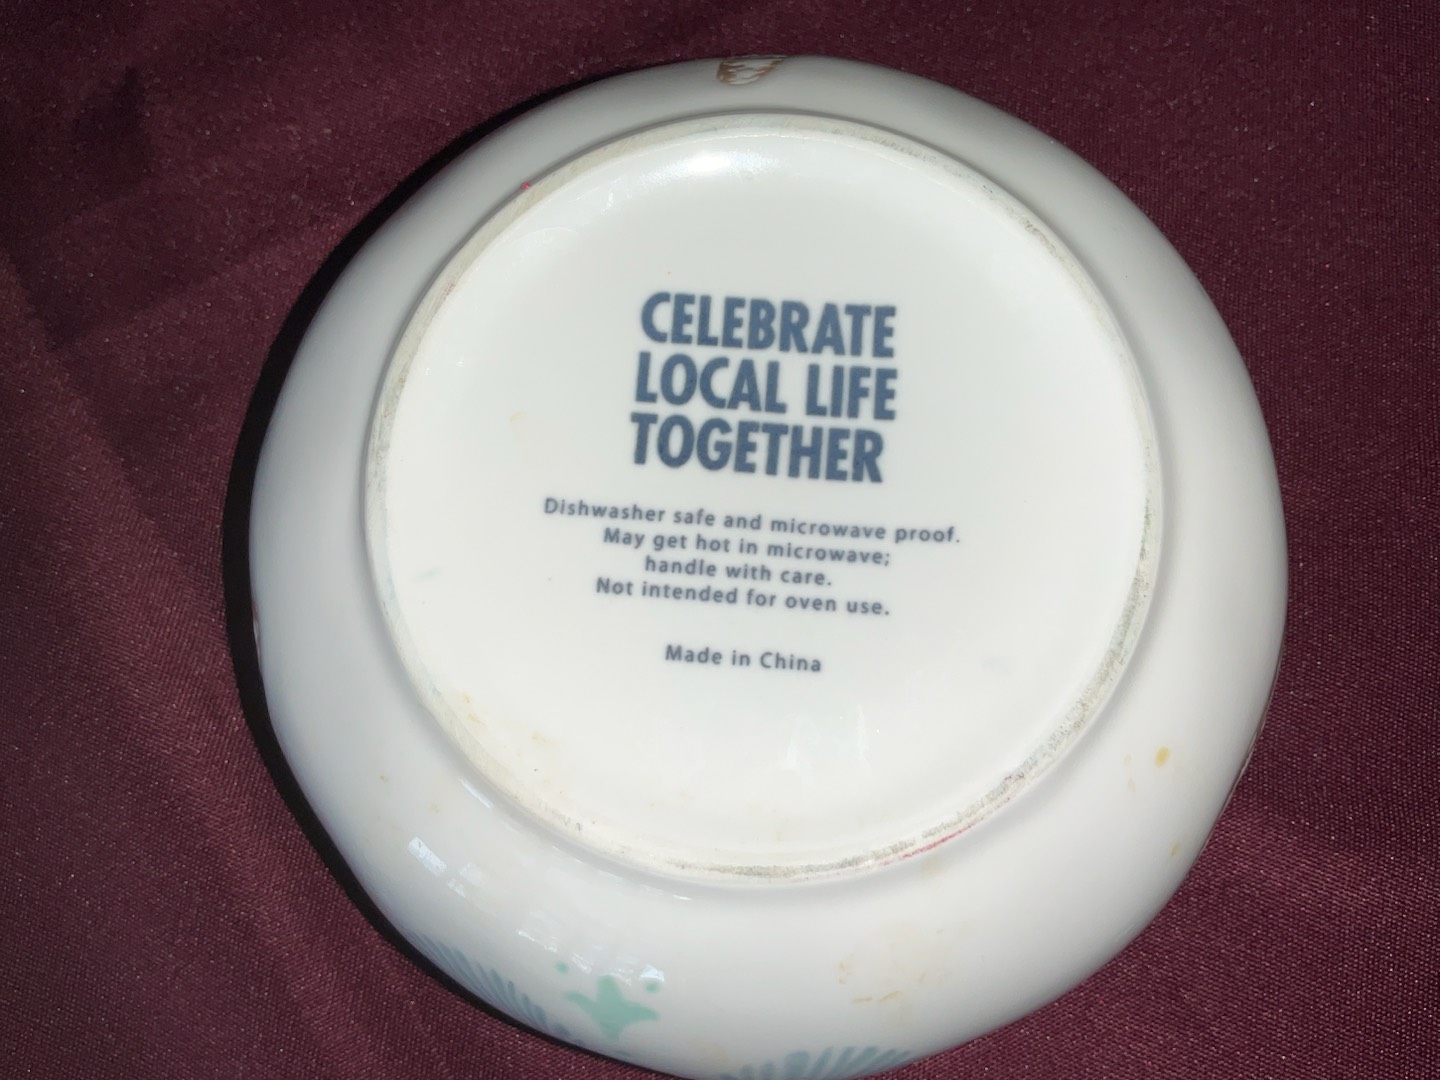 CELEBRATE
LOCAL LIFE
TOGETHER
Dishwasher safe and microwave proof.
May get hot in microwave;
handle with care.
Not intended for oven use.
Made in China